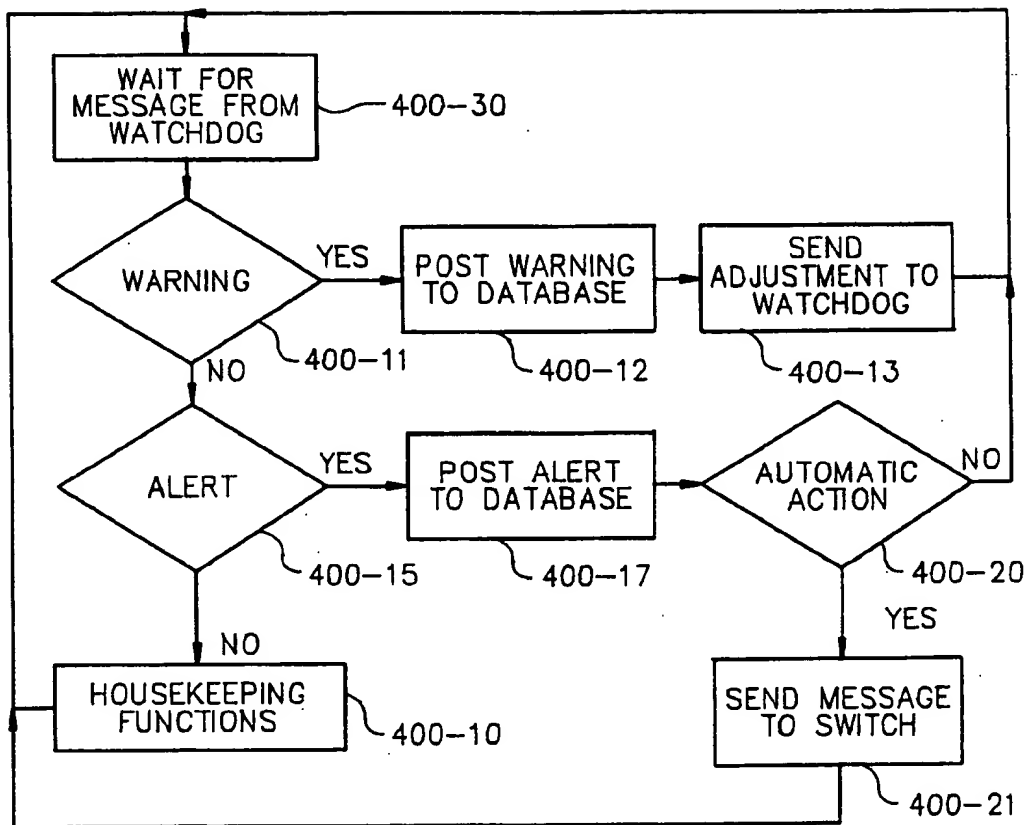 WAIT FOR
MESSAGE FROM
WATCHDOG
400-30
WARNING
YES
400-11
NO
POST WARNING
TO DATABASE
400-12
SEND
ADJUSTMENT TO
WATCHDOG
400-13
ALERT
YES
400-15
NO
POST ALERT
TO DATABASE
400-17
AUTOMATIC
ACTION
NO
400-20
YES
HOUSEKEEPING
FUNCTIONS
400-10
SEND MESSAGE
TO SWITCH
400-21